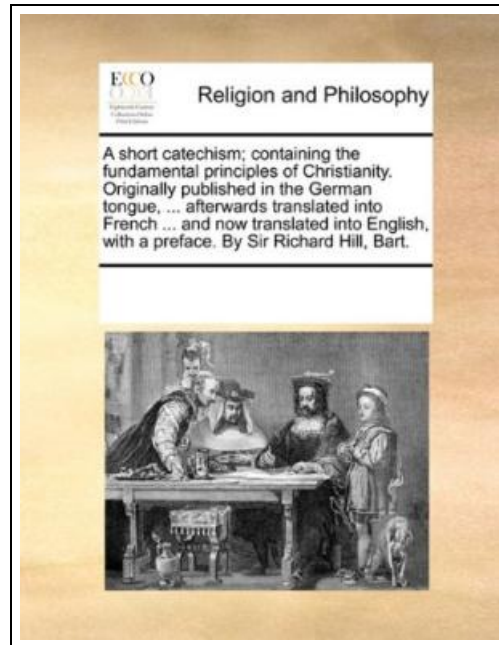 ECCO
Religion and Philosophy
A short catechism; containing the
fundamental principles of Christianity.
Originally published in the German
tongue, ... afterwards translated into
French ... and now translated into English,
with a preface. By Sir Richard Hill, Bart.